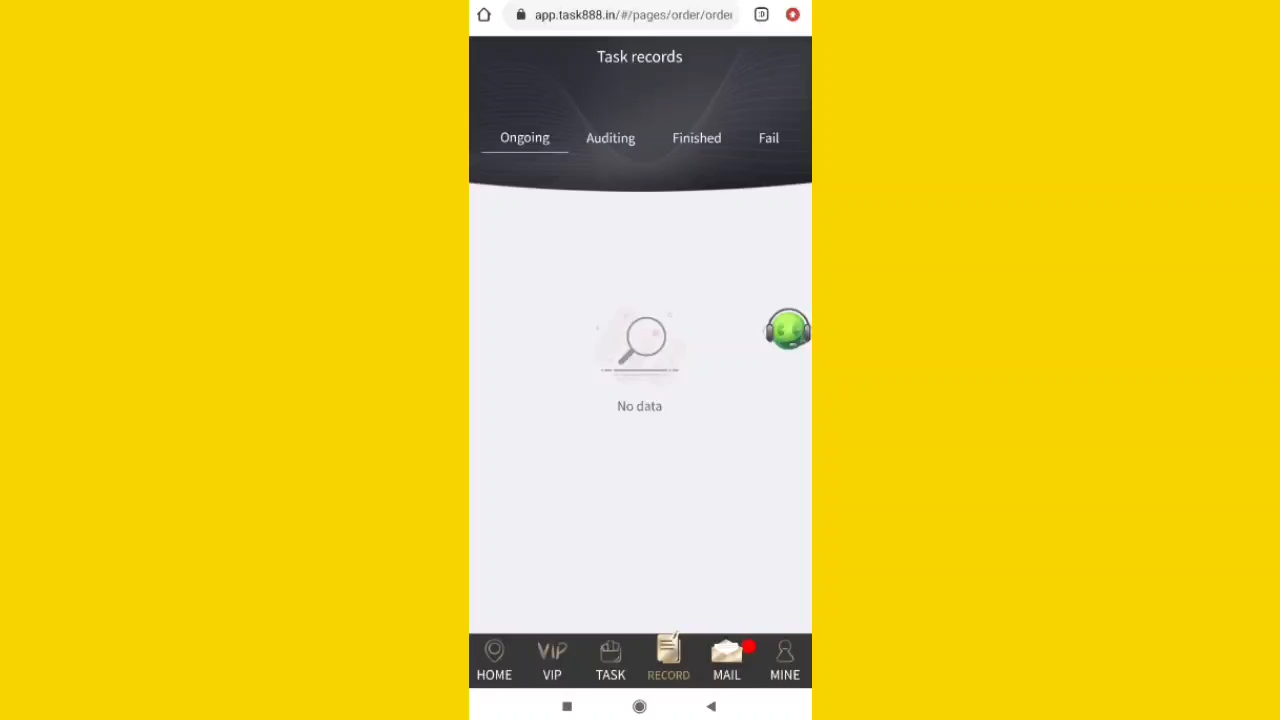 app.task888.in/#/pages/order/order
:D
Task records
Ongoing Auditing Finished Fail
No data
VIP
HOME VIP TASK RECORD MAIL MINE